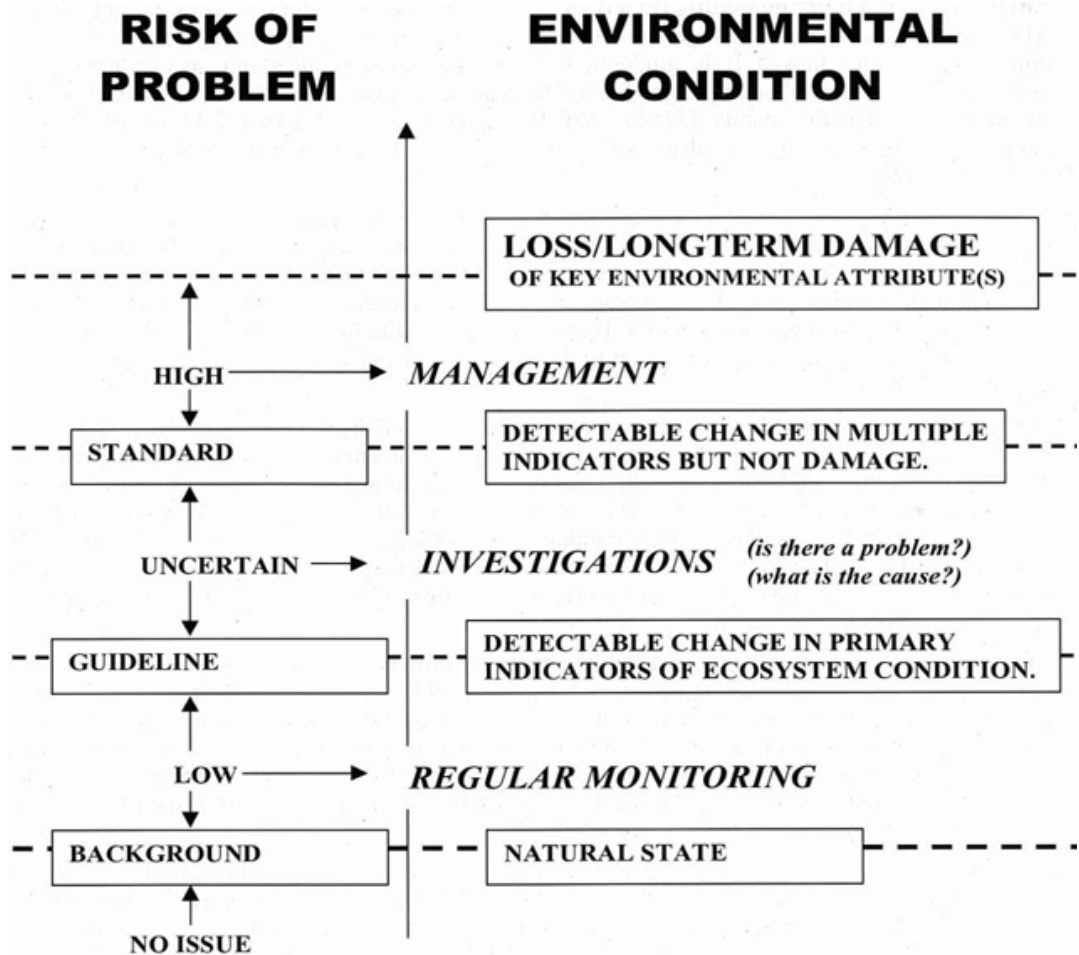 RISK OF
PROBLEM
ENVIRONMENTAL
CONDITION
LOSS/LONGTERM DAMAGE
OF KEY ENVIRONMENTAL ATTRIBUTE(S)
HIGH
MANAGEMENT
STANDARD
DETECTABLE CHANGE IN MULTIPLE
INDICATORS BUT NOT DAMAGE.
UNCERTAIN
INVESTIGATIONS
(is there a problem?)
(what is the cause?)
GUIDELINE
DETECTABLE CHANGE IN PRIMARY
INDICATORS OF ECOSYSTEM CONDITION.
LOW
REGULAR MONITORING
BACKGROUND
NATURAL STATE
NO ISSUE